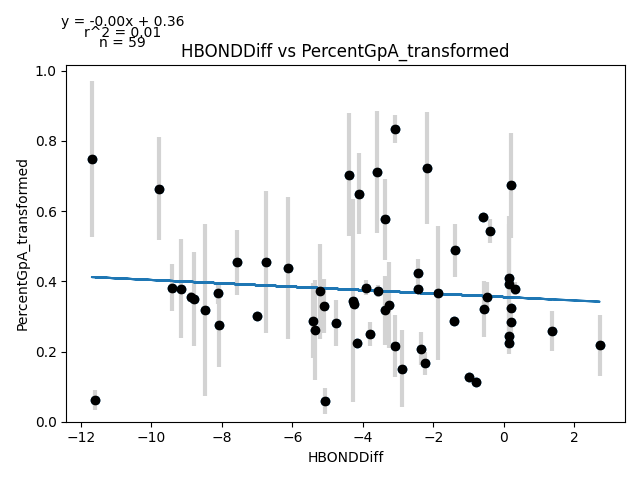 y = -0.00x + 0.36
r^2 = 0.01
n = 59
HBONDDiff vs PercentGpA_transformed
1.0
0.8
0.6
0.4
0.2
0.0
PercentGpA_transformed
−12 −10 −8 −6 −4 −2 0 2
HBONDDiff